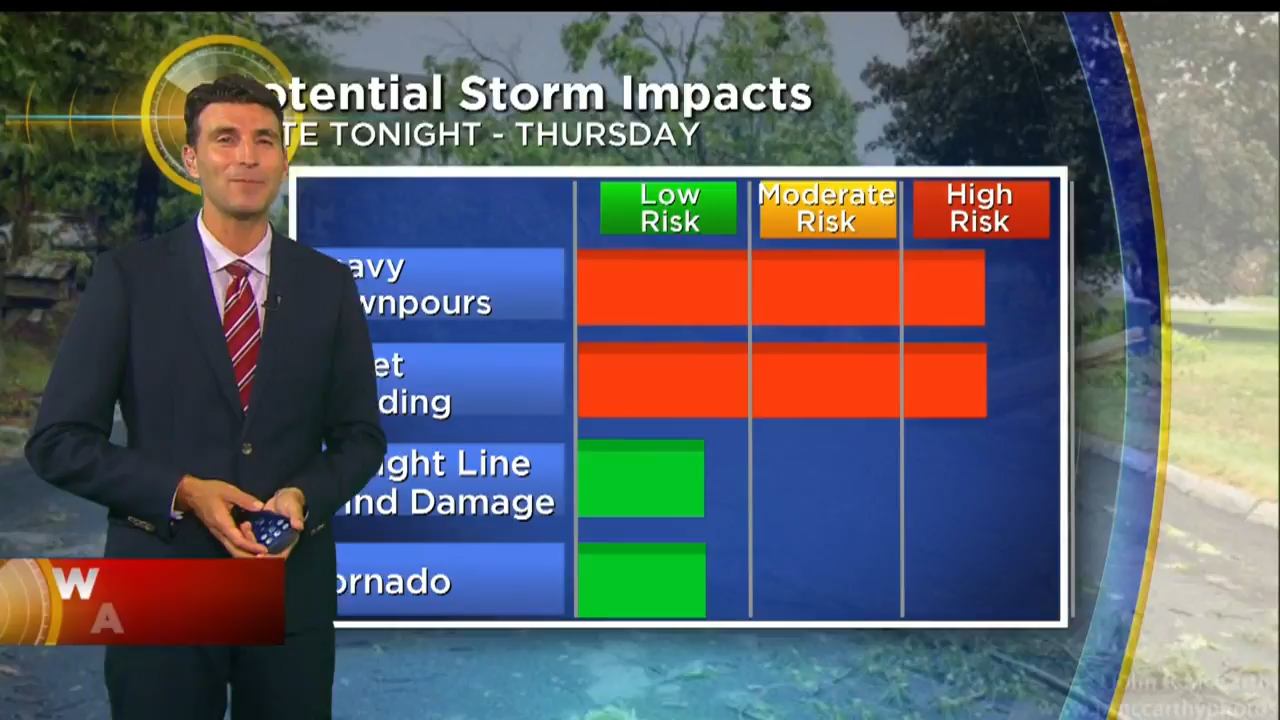 otential Storm Impacts
TE TONIGHT - THURSDAY
Low
Risk
Moderate
Risk
High
Risk
avy
wnpours
et
ding
ight Line
ind Damage
ornado
W
A